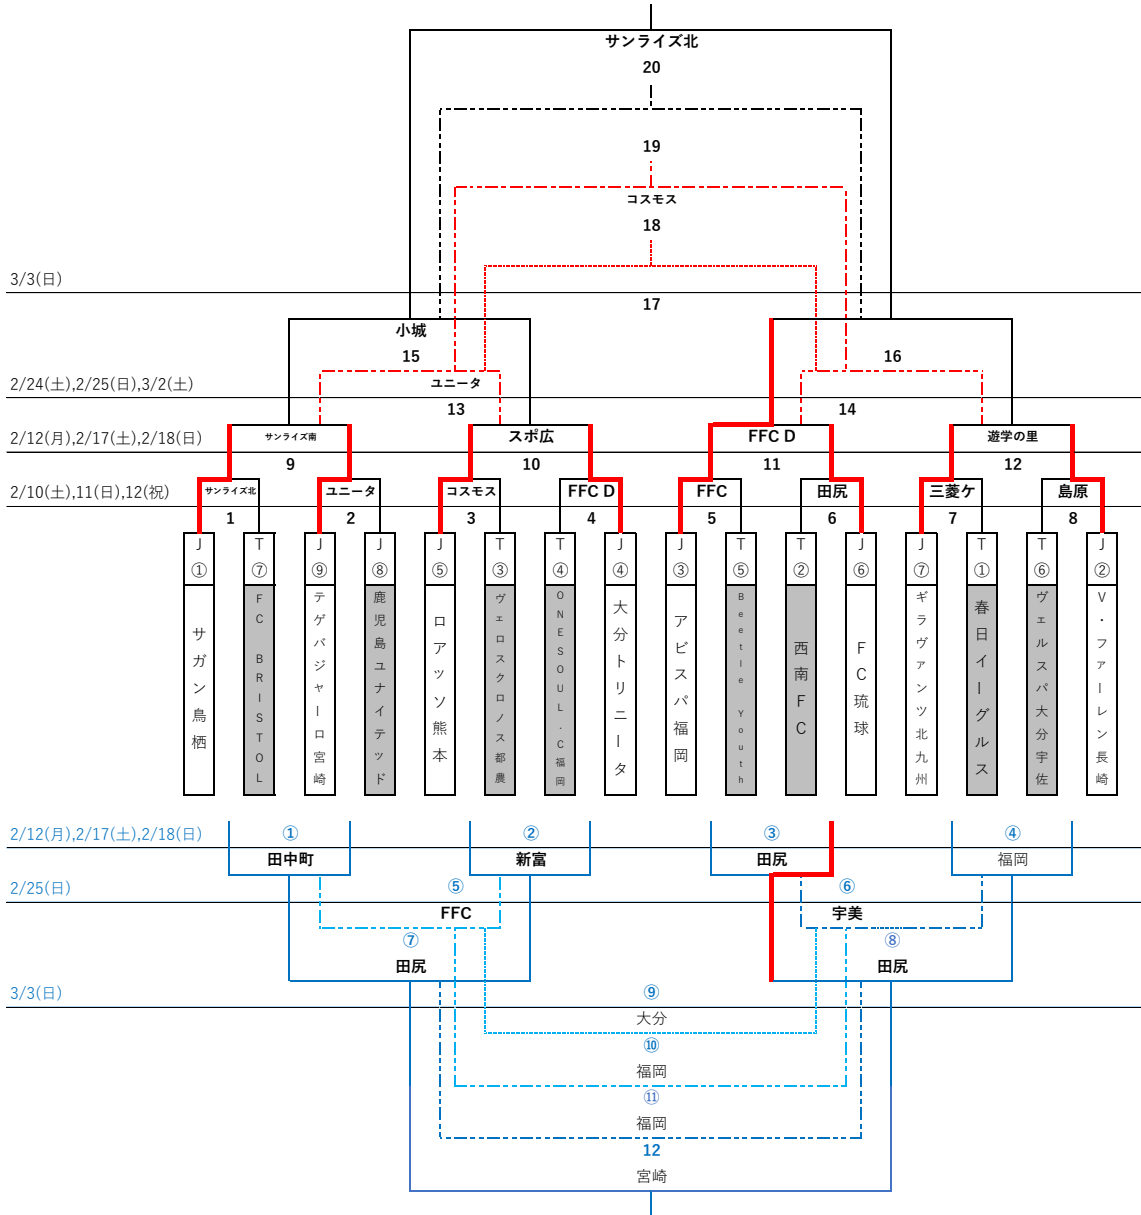 サンライズ北
20
19
コスモス
18
3/3(日)
17
小城
15
16
2/24(土),2/25(日),3/2(土)
ユニータ
13
14
2/12(月),2/17(土),2/18(日)
サンライズ南
スポ広
FFC D
遊学の里
9
10
11
12
2/10(土),11(日),12(祝)
サンライズ北
ユニータ
コスモス
FFC D
FFC
田尻
三菱ケ
島原
1
2
3
4
5
6
7
8
J① サガン鳥栖
T⑦ FC BRISTOL
J⑨ テゲバジャーロ宮崎
J⑧ 鹿児島ユナイテッド
J⑤ ロアッソ熊本
T③ ヴェロスクロノス都農
T④ ONESOUL.C福岡
J④ 大分トリニータ
J③ アビスパ福岡
T⑤ Beetle Youth
T② 西南FC
J⑥ FC琉球
J⑦ ギラヴァンツ北九州
T① 春日イーグルス
T⑥ ヴェルスパ大分宇佐
J② V・ファーレン長崎
2/12(月),2/17(土),2/18(日)
①
②
③
④
田中町
新富
田尻
福岡
2/25(日)
⑤
⑥
FFC
宇美
⑦
⑧
田尻
田尻
3/3(日)
⑨
大分
⑩
福岡
⑪
福岡
12
宮崎